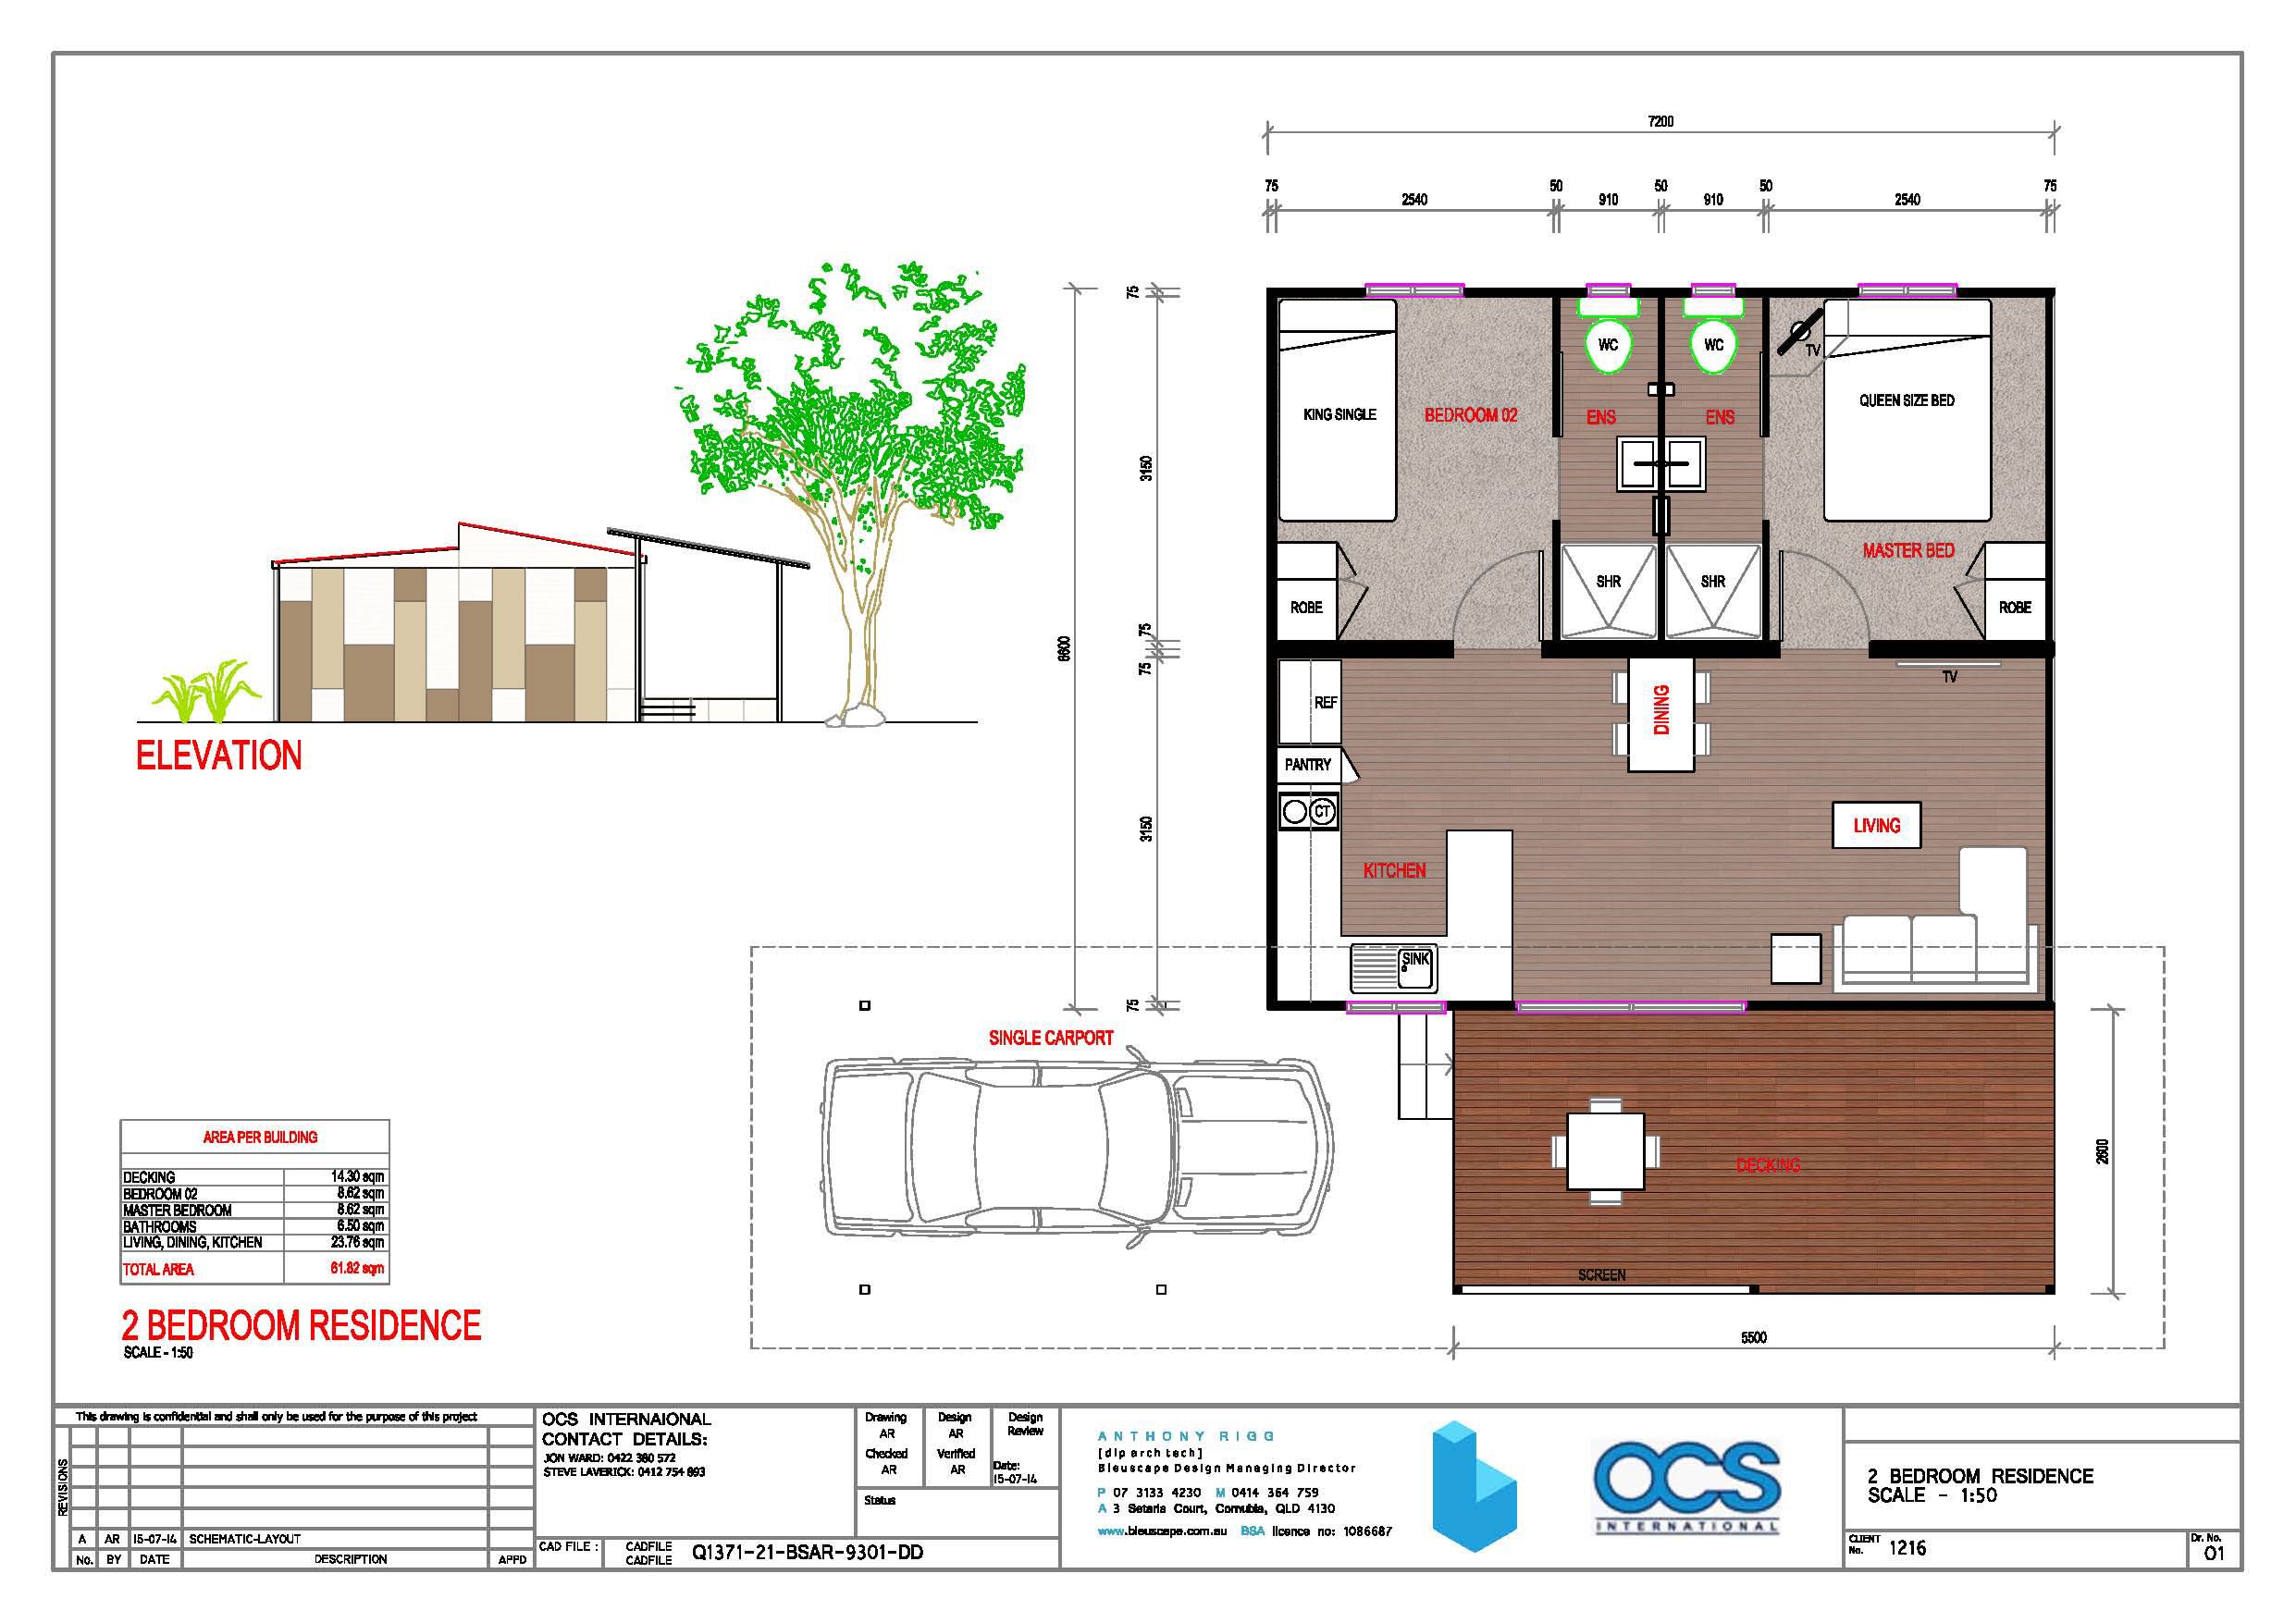 7200
75
2540
50
910
50
910
50
2540
75
75
3150
75
75
3150
75
6600
WC
WC
TV
KING SINGLE
BEDROOM 02
ENS
ENS
QUEEN SIZE BED
MASTER BED
SHR
SHR
ROBE
ROBE
REF
DINING
TV
PANTRY
CT
LIVING
KITCHEN
SINK
SINGLE CARPORT
DECKING
2600
SCREEN
5500
ELEVATION
AREA PER BUILDING
DECKING 14.30 sqm
BEDROOM 02 8.62 sqm
MASTER BEDROOM 8.62 sqm
BATHROOMS 6.50 sqm
LIVING, DINING, KITCHEN 23.76 sqm
TOTAL AREA 61.82 sqm
2 BEDROOM RESIDENCE
SCALE - 1:50
This drawing is confidential and shall only be used for the purpose of this project
REVISIONS
A AR 15-07-14 SCHEMATIC-LAYOUT
No. BY DATE DESCRIPTION APPD
OCS INTERNAIONAL
CONTACT DETAILS:
JON WARD: 0422 380 572
STEVE LAVERICK: 0412 754 893
CAD FILE :
CADFILE
CADFILE
Q1371-21-BSAR-9301-DD
Drawing
AR
Design
AR
Design
Review
Checked
AR
Verified
AR
Date:
15-07-14
Status
ANTHONY RIGG
[dip arch tech]
Bleuscape Design Managing Director
P 07 3133 4230 M 0414 364 759
A 3 Setaria Court, Cornubia, QLD 4130
www.bleuscape.com.au BSA licence no: 1086687
OCS
INTERNATIONAL
2 BEDROOM RESIDENCE
SCALE - 1:50
CLIENT
No. 1216
Dr. No.
01